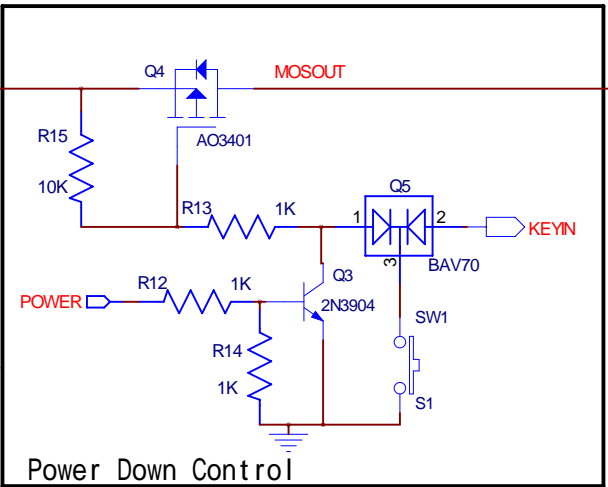 Q4
MOSOUT
R15
AO3401
10K
R13
1K
Q5
1
2
KEYIN
3
BAV70
R12
1K
Q3
POWER
2N3904
SW1
R14
1K
S1
Power Down Control